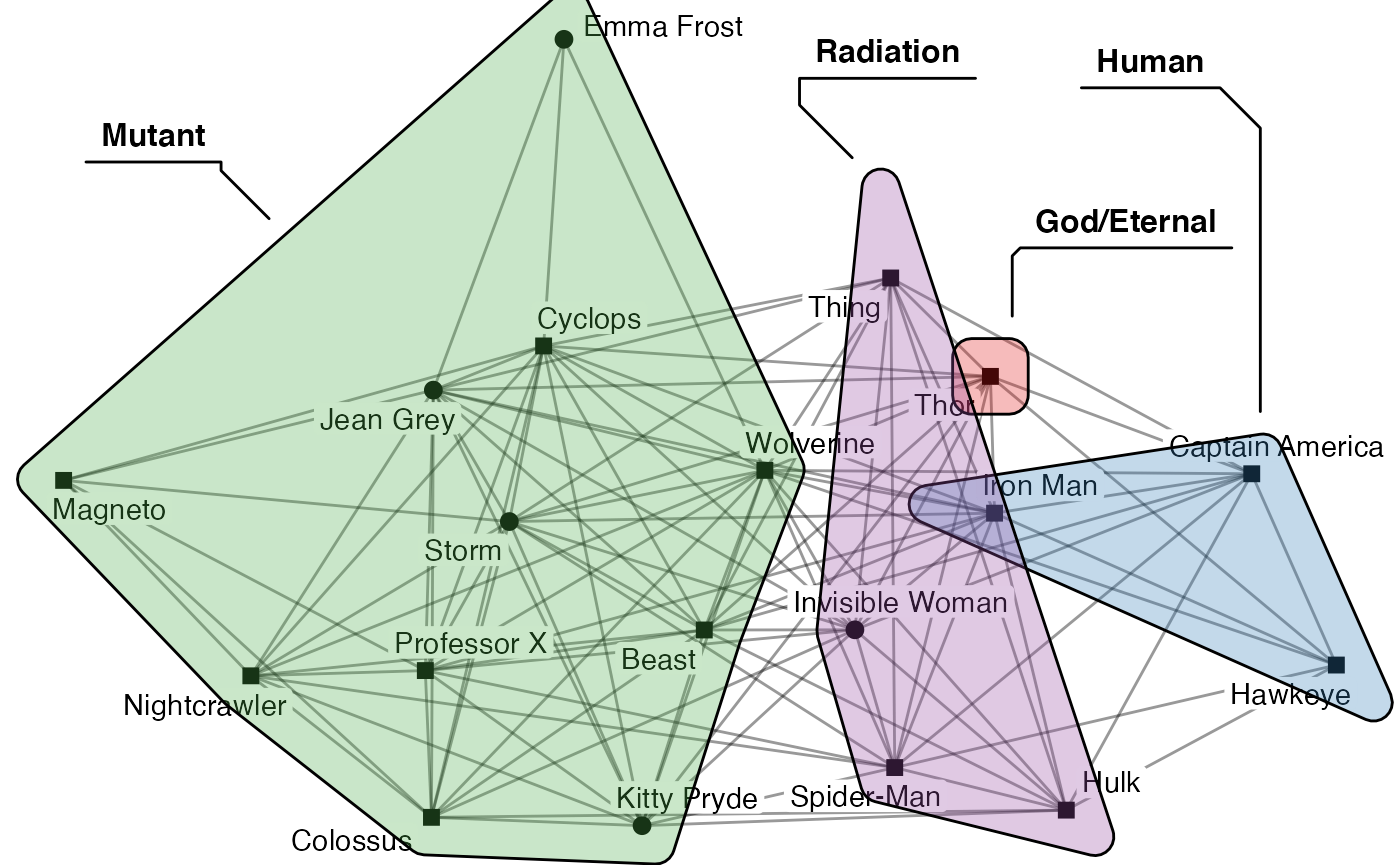 Emma Frost
Radiation
Human
Mutant
God/Eternal
Thing
Cyclops
Thor
Jean Grey
Wolverine
Captain America
Iron Man
Magneto
Storm
Invisible Woman
Professor X
Beast
Hawkeye
Nightcrawler
Hulk
Kitty Pryde
Spider-Man
Colossus